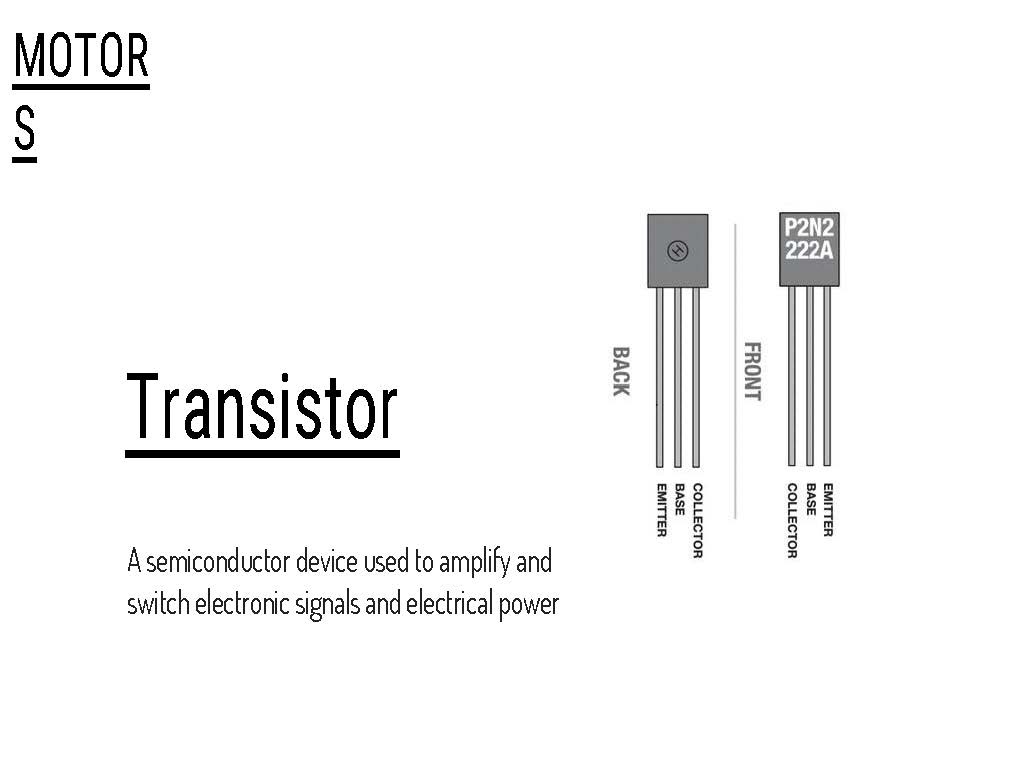 MOTOR
S
Transistor
A semiconductor device used to amplify and
switch electronic signals and electrical power
BACK
EMITTER
BASE
COLLECTOR
FRONT
P2N2
222A
COLLECTOR
BASE
EMITTER